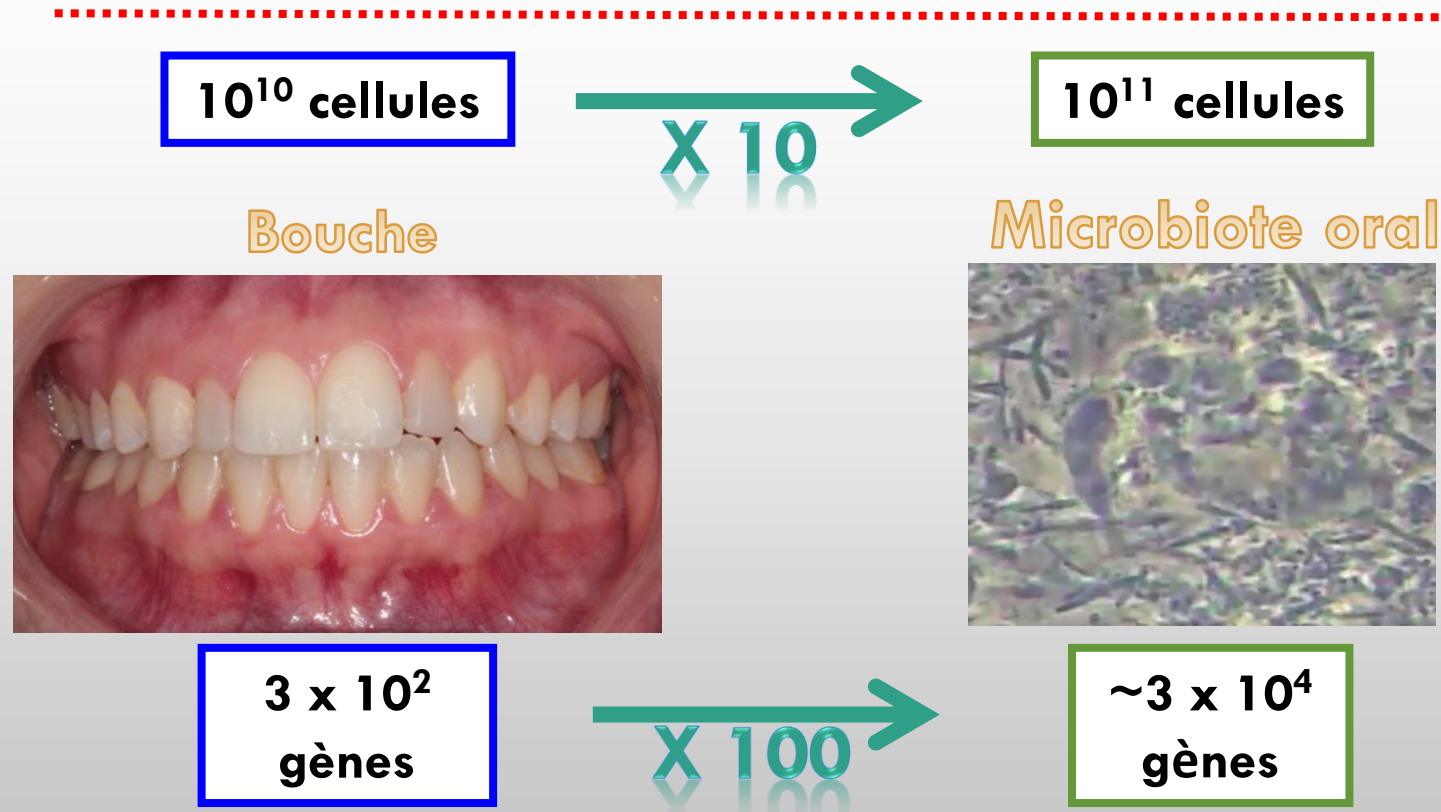 10¹⁰ cellules
X 10
10¹¹ cellules
Bouche
Microbiote oral
3 x 10²
gènes
X 100
~3 x 10⁴
gènes